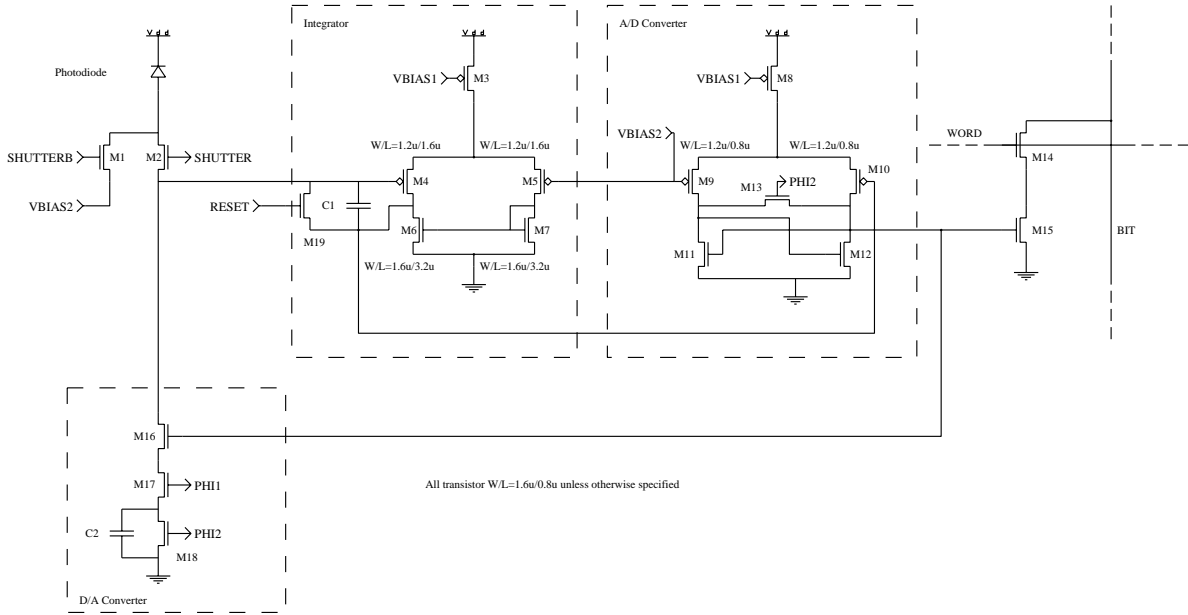 Integrator
A/D Converter
Vdd
Vdd
Vdd
Photodiode
VBIAS1
M3
VBIAS1
M8
VBIAS2
WORD
W/L=1.2u/1.6u
W/L=1.2u/1.6u
W/L=1.2u/0.8u
W/L=1.2u/0.8u
SHUTTERB
M1
M2
SHUTTER
M14
M10
M4
M5
M9
M13
PHI2
VBIAS2
RESET
C1
M19
M6
M7
M15
BIT
M11
M12
W/L=1.6u/3.2u
W/L=1.6u/3.2u
M16
M17
PHI1
All transistor W/L=1.6u/0.8u unless otherwise specified
C2
PHI2
M18
D/A Converter